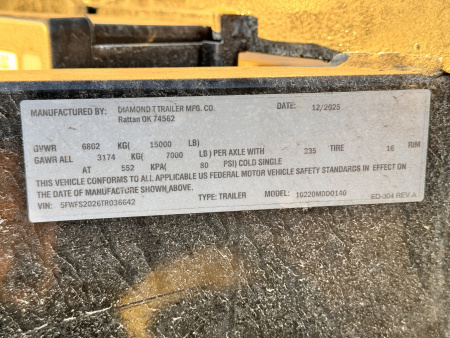 MANUFACTURED BY: DIAMOND T TRAILER MFG. CO. DATE: 12/2025
Rattan OK 74562
GVWR 6802 KG( 15000 LB)
GAWR ALL 3174 KG( 7000 LB) PER AXLE WITH 235 TIRE 16 RIM
AT 552 KPA( 80 PSI) COLD SINGLE
THIS VEHICLE CONFORMS TO ALL APPLICABLE US FEDERAL MOTOR VEHICLE SAFETY STANDARDS IN EFFECT ON
THE DATE OF MANUFACTURE SHOWN ABOVE.
VIN: 5FWFS2026TR036642 TYPE: TRAILER MODEL: 10220MDD0140 ED-304 REV A